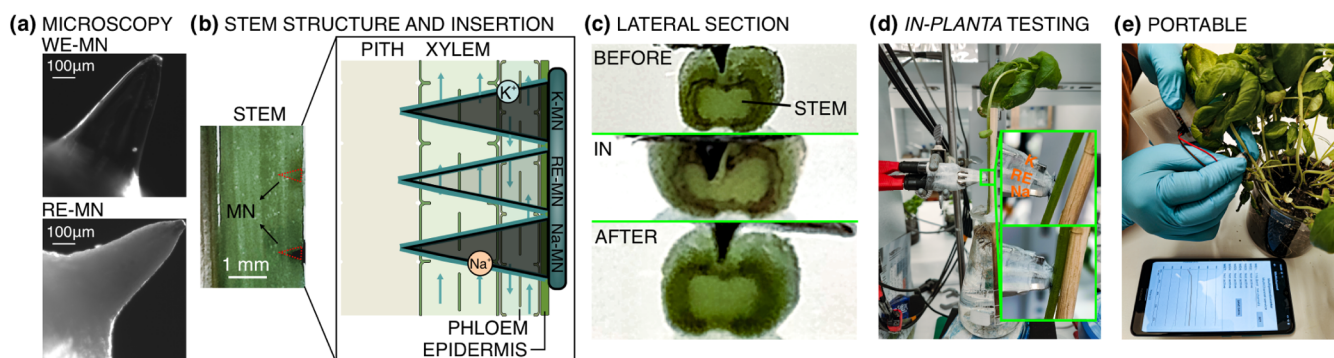 (a) MICROSCOPY
WE-MN
100μm
RE-MN
100μm
(b) STEM STRUCTURE AND INSERTION
STEM
MN
1 mm
PITH XYLEM
K⁺
K-MN
RE-MN
Na-MN
Na⁺
PHLOEM
EPIDERMIS
(c) LATERAL SECTION
BEFORE
STEM
IN
AFTER
(d) IN-PLANTA TESTING
K
RE
Na
(e) PORTABLE